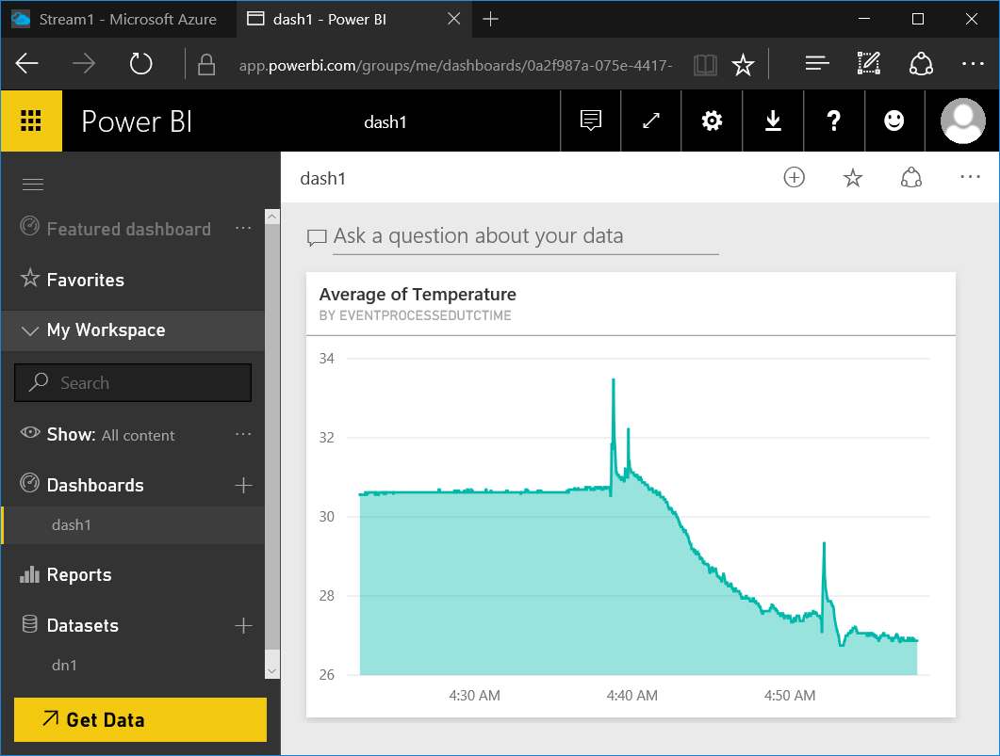 Stream1 - Microsoft Azure
dash1 - Power BI
app.powerbi.com/groups/me/dashboards/0a2f987a-075e-4417-
Power BI
dash1
Featured dashboard
Favorites
My Workspace
Search
Show: All content
Dashboards
dash1
Reports
Datasets
dn1
Get Data
dash1
Ask a question about your data
Average of Temperature
BY EVENTPROCESSEDUTCTIME
34
32
30
28
26
4:30 AM 4:40 AM 4:50 AM